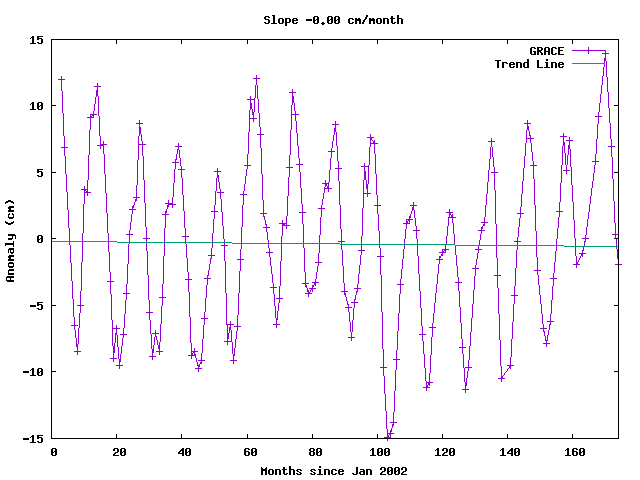 Slope -0.00 cm/month
GRACE
Trend Line
Anomaly (cm)
15
10
5
0
-5
-10
-15
0 20 40 60 80 100 120 140 160
Months since Jan 2002